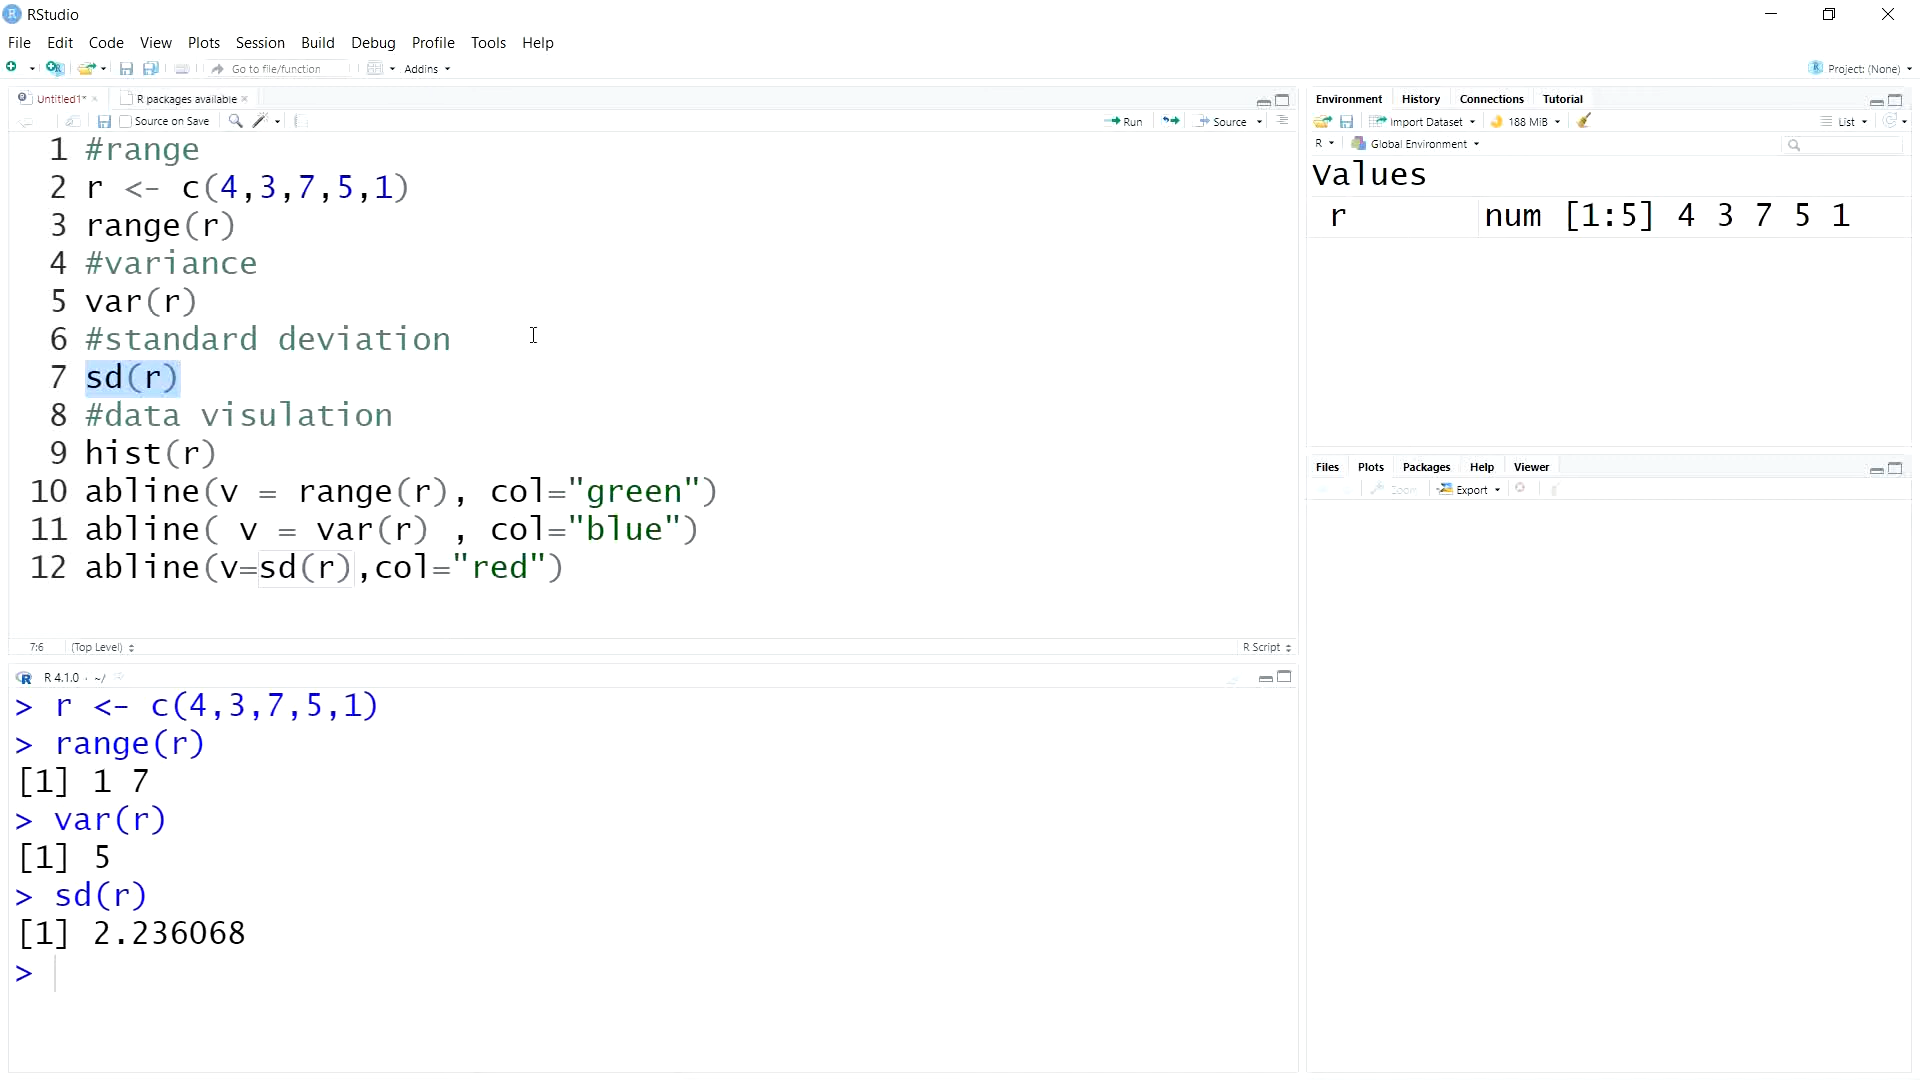 RStudio
File Edit Code View Plots Session Build Debug Profile Tools Help
Go to file/function Addins Project: (None)
Untitled1* R packages available
Source on Save Run Source
1 #range
2 r <- c(4,3,7,5,1)
3 range(r)
4 #variance
5 var(r)
6 #standard deviation
7 sd(r)
8 #data visulation
9 hist(r)
10 abline(v = range(r), col="green")
11 abline( v = var(r) , col="blue")
12 abline(v=sd(r),col="red")
7:6 (Top Level) R Script
R 4.1.0 · ~/
> r <- c(4,3,7,5,1)
> range(r)
[1] 1 7
> var(r)
[1] 5
> sd(r)
[1] 2.236068
>
Environment History Connections Tutorial
Import Dataset 188 MiB List
R Global Environment
Values
r num [1:5] 4 3 7 5 1
Files Plots Packages Help Viewer
Zoom Export